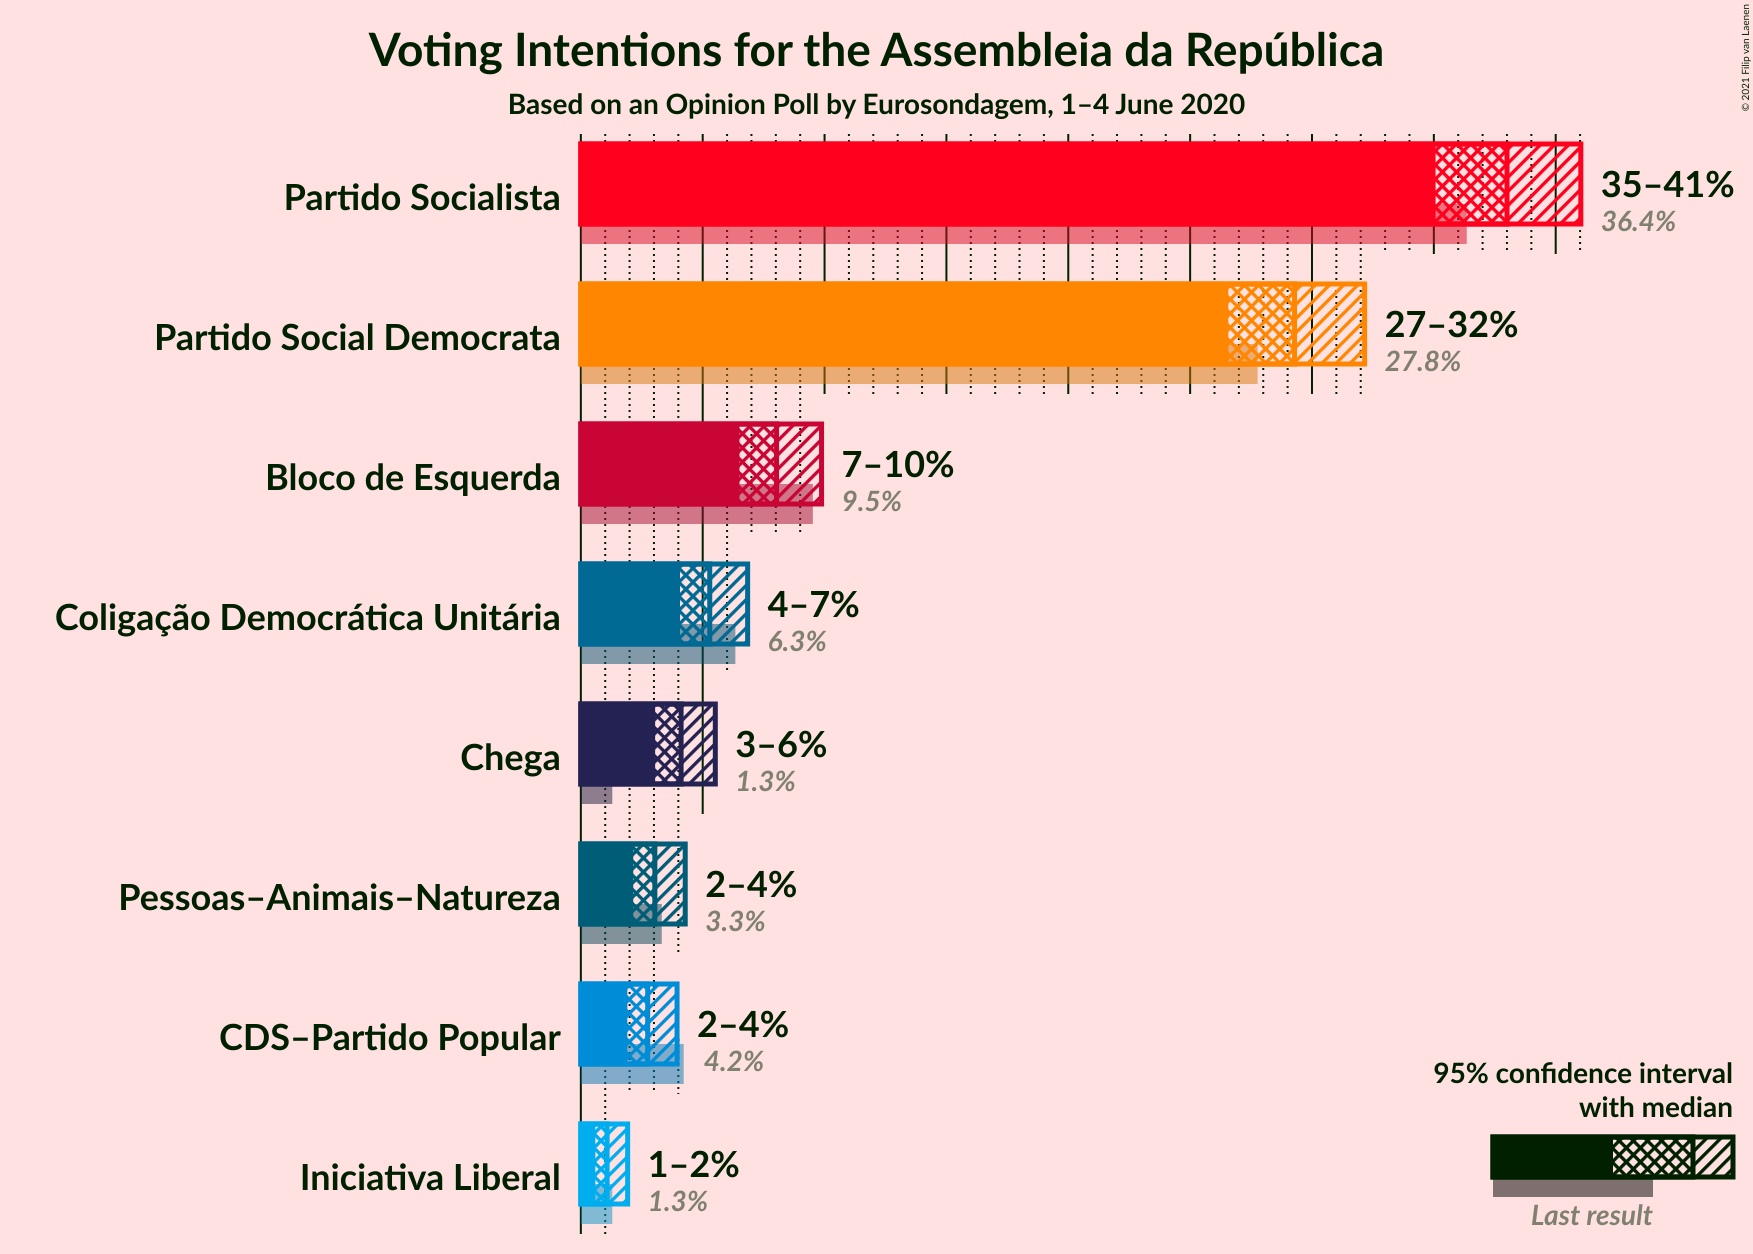 Voting Intentions for the Assembleia da República
Based on an Opinion Poll by Eurosondagem, 1–4 June 2020
© 2021 Filip van Laenen
Partido Socialista
35–41%
36.4%
Partido Social Democrata
27–32%
27.8%
Bloco de Esquerda
7–10%
9.5%
Coligação Democrática Unitária
4–7%
6.3%
Chega
3–6%
1.3%
Pessoas–Animais–Natureza
2–4%
3.3%
CDS–Partido Popular
2–4%
4.2%
Iniciativa Liberal
1–2%
1.3%
95% confidence interval
with median
Last result